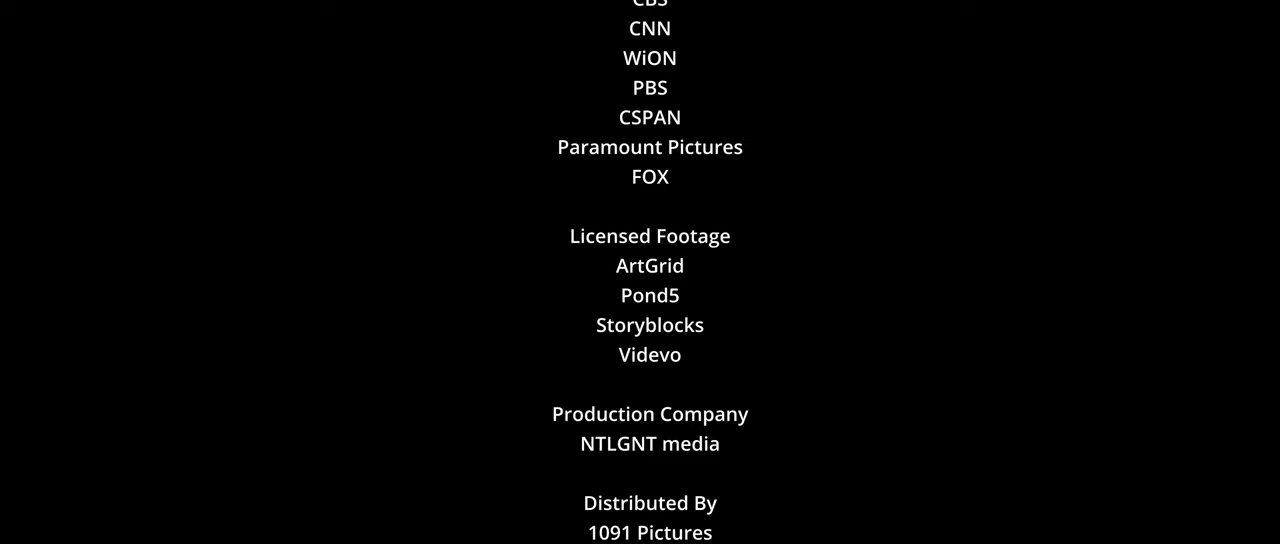 CBS
CNN
WiON
PBS
CSPAN
Paramount Pictures
FOX
Licensed Footage
ArtGrid
Pond5
Storyblocks
Videvo
Production Company
NTLGNT media
Distributed By
1091 Pictures